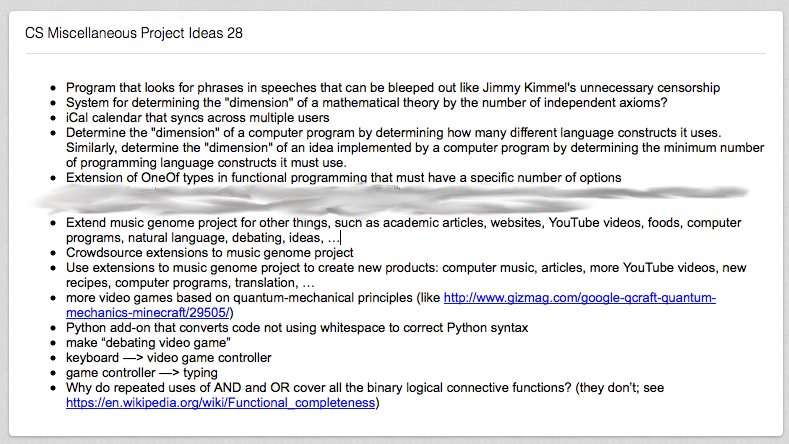 CS Miscellaneous Project Ideas 28
• Program that looks for phrases in speeches that can be bleeped out like Jimmy Kimmel's unnecessary censorship
• System for determining the "dimension" of a mathematical theory by the number of independent axioms?
• iCal calendar that syncs across multiple users
• Determine the "dimension" of a computer program by determining how many different language constructs it uses.
Similarly, determine the "dimension" of an idea implemented by a computer program by determining the minimum number
of programming language constructs it must use.
• Extension of OneOf types in functional programming that must have a specific number of options
• Extend music genome project for other things, such as academic articles, websites, YouTube videos, foods, computer
programs, natural language, debating, ideas, …
• Crowdsource extensions to music genome project
• Use extensions to music genome project to create new products: computer music, articles, more YouTube videos, new
recipes, computer programs, translation, …
• more video games based on quantum-mechanical principles (like http://www.gizmag.com/google-qcraft-quantum-
mechanics-minecraft/29505/)
• Python add-on that converts code not using whitespace to correct Python syntax
• make “debating video game”
• keyboard —> video game controller
• game controller —> typing
• Why do repeated uses of AND and OR cover all the binary logical connective functions? (they don't; see
https://en.wikipedia.org/wiki/Functional_completeness)